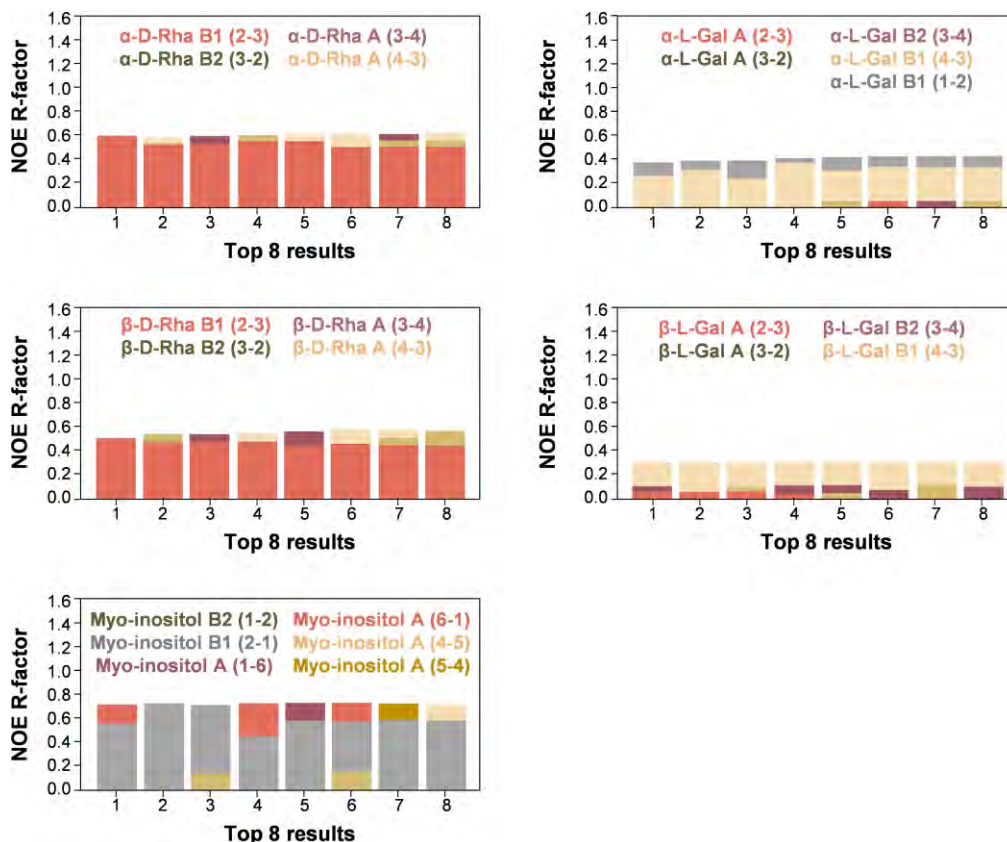 NOE R-factor
1.6
1.4
1.2
1.0
0.8
0.6
0.4
0.2
0.0
α-D-Rha B1 (2-3) α-D-Rha A (3-4)
α-D-Rha B2 (3-2) α-D-Rha A (4-3)
1 2 3 4 5 6 7 8
Top 8 results
NOE R-factor
1.6
1.4
1.2
1.0
0.8
0.6
0.4
0.2
0.0
α-L-Gal A (2-3) α-L-Gal B2 (3-4)
α-L-Gal A (3-2) α-L-Gal B1 (4-3)
α-L-Gal B1 (1-2)
1 2 3 4 5 6 7 8
Top 8 results
NOE R-factor
1.6
1.4
1.2
1.0
0.8
0.6
0.4
0.2
0.0
β-D-Rha B1 (2-3) β-D-Rha A (3-4)
β-D-Rha B2 (3-2) β-D-Rha A (4-3)
1 2 3 4 5 6 7 8
Top 8 results
NOE R-factor
1.6
1.4
1.2
1.0
0.8
0.6
0.4
0.2
0.0
β-L-Gal A (2-3) β-L-Gal B2 (3-4)
β-L-Gal A (3-2) β-L-Gal B1 (4-3)
1 2 3 4 5 6 7 8
Top 8 results
NOE R-factor
1.6
1.4
1.2
1.0
0.8
0.6
0.4
0.2
0.0
Myo-inositol B2 (1-2) Myo-inositol A (6-1)
Myo-inositol B1 (2-1) Myo-inositol A (4-5)
Myo-inositol A (1-6) Myo-inositol A (5-4)
1 2 3 4 5 6 7 8
Top 8 results